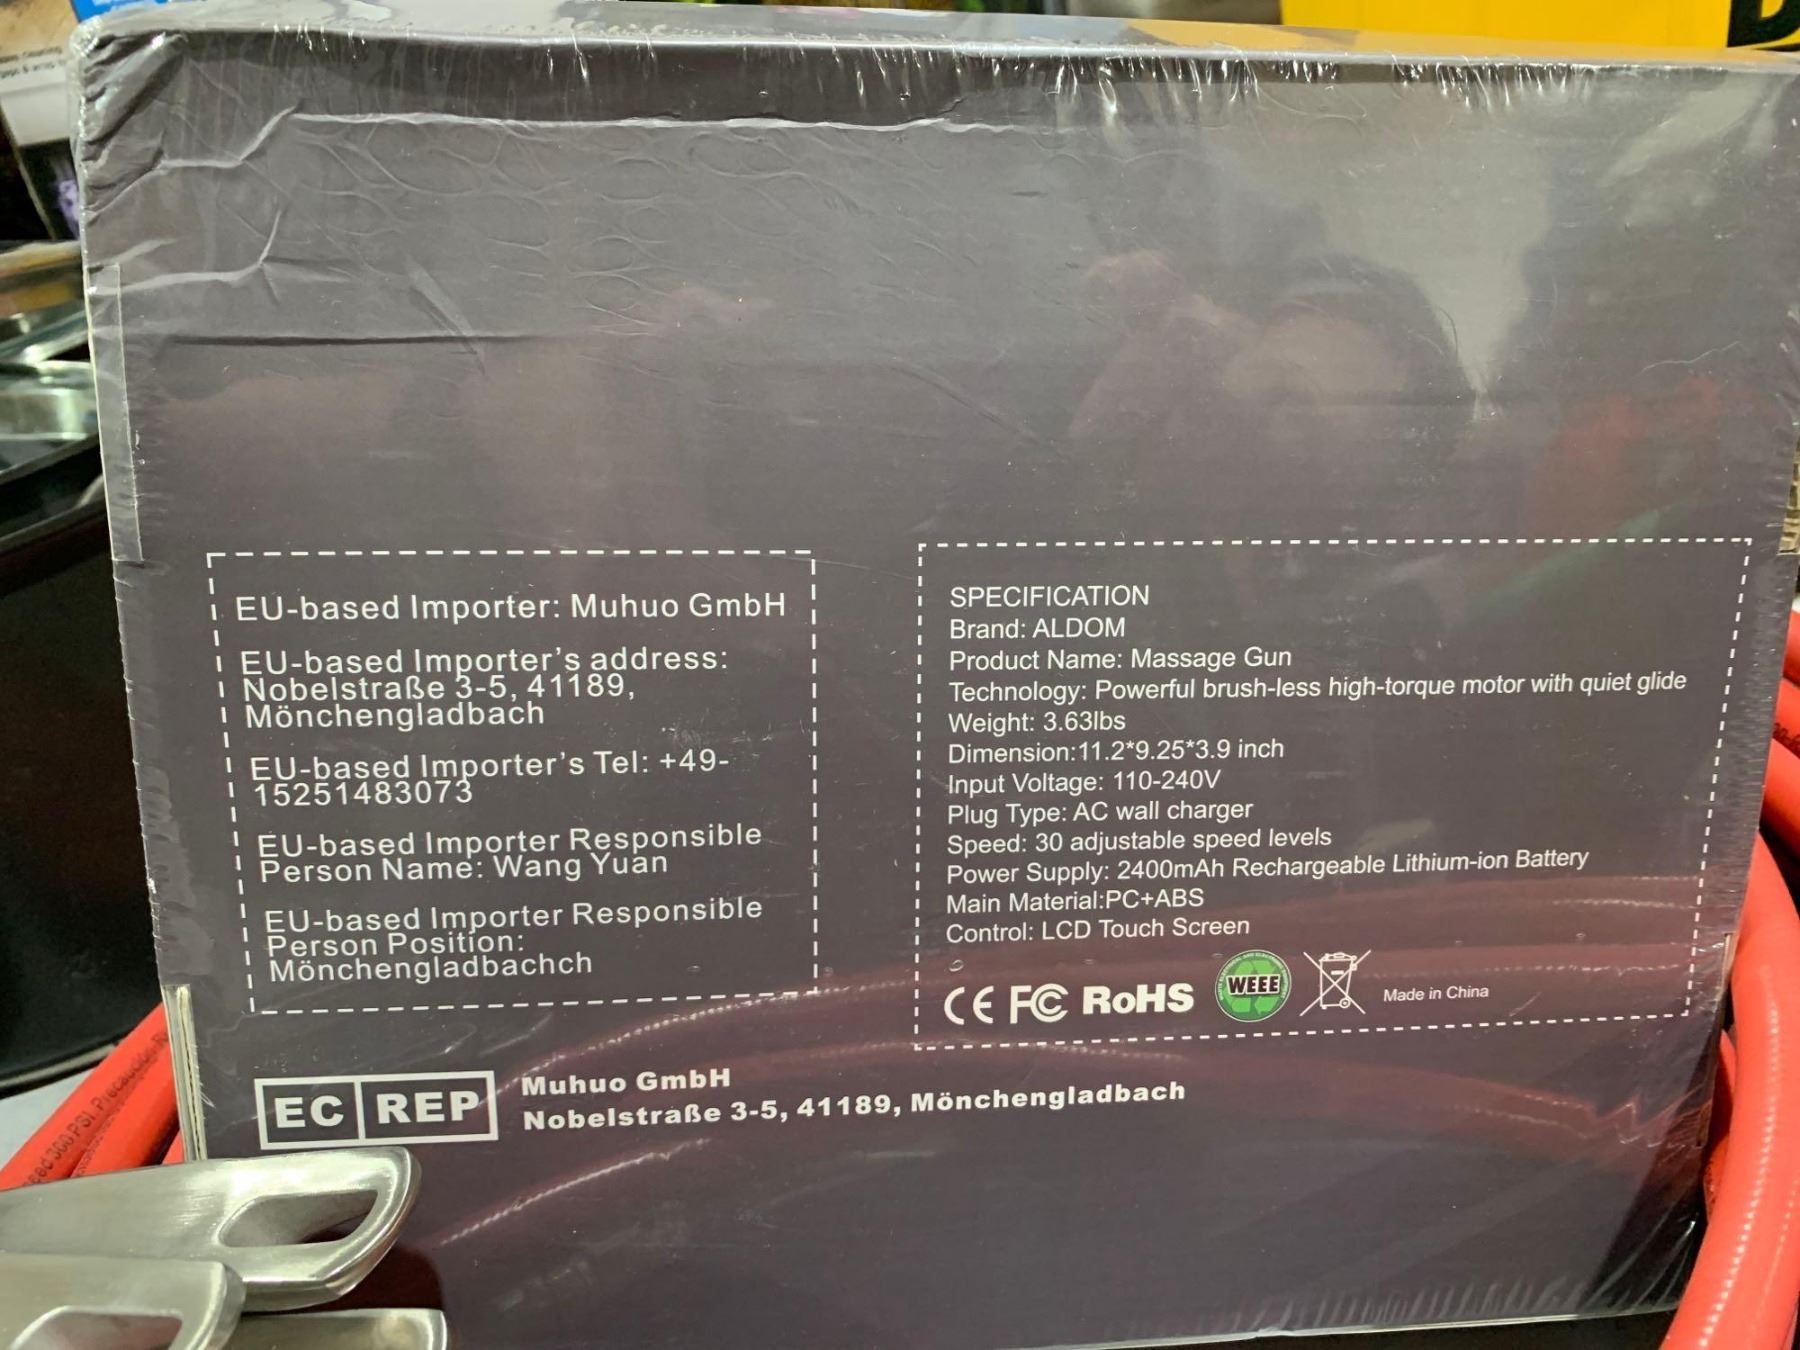 EU-based Importer: Muhuo GmbH
EU-based Importer's address:
Nobelstraße 3-5, 41189,
Mönchengladbach
EU-based Importer's Tel: +49-
15251483073
EU-based Importer Responsible
Person Name: Wang Yuan
EU-based Importer Responsible
Person Position:
Mönchengladbachch
SPECIFICATION
Brand: ALDOM
Product Name: Massage Gun
Technology: Powerful brush-less high-torque motor with quiet glide
Weight: 3.63lbs
Dimension:11.2*9.25*3.9 inch
Input Voltage: 110-240V
Plug Type: AC wall charger
Speed: 30 adjustable speed levels
Power Supply: 2400mAh Rechargeable Lithium-ion Battery
Main Material:PC+ABS
Control: LCD Touch Screen
CE FC RoHS WEEE Made in China
EC REP
Muhuo GmbH
Nobelstraße 3-5, 41189, Mönchengladbach
300 PSI